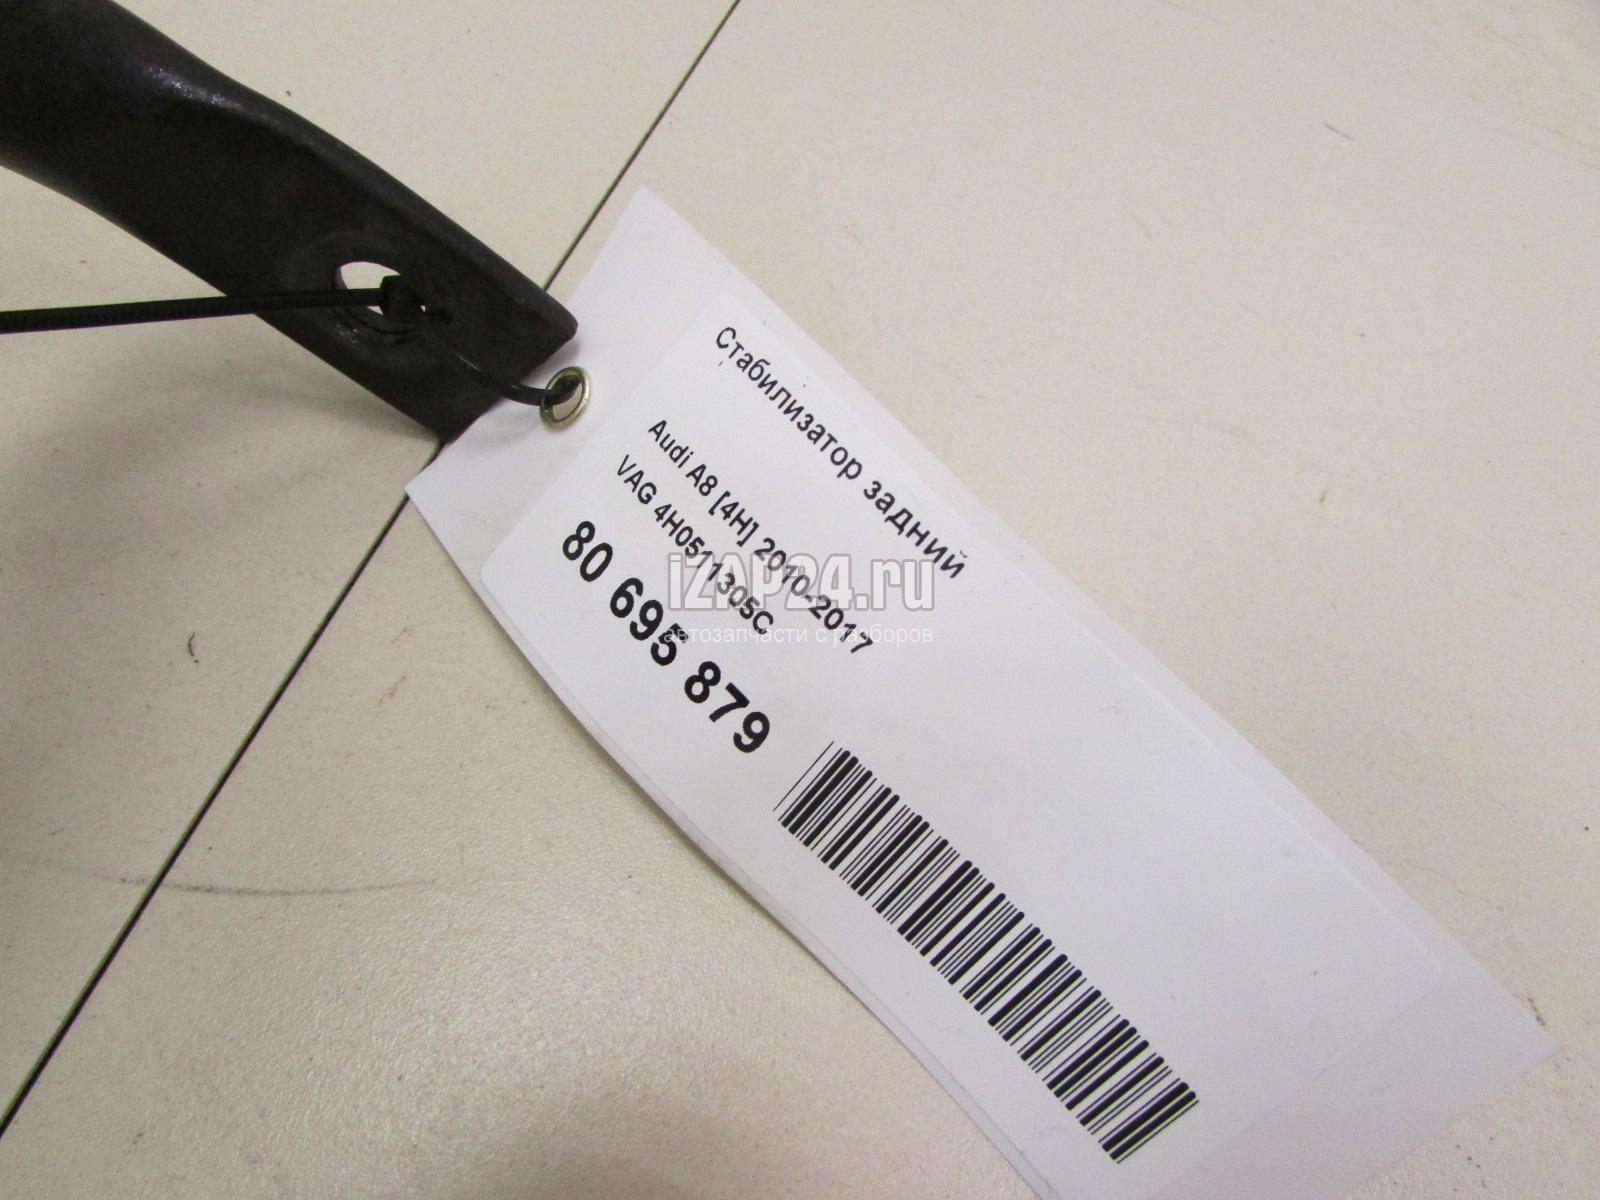 Стабилизатор задний
Audi A8 [4H] 2010-2017
VAG 4H0511305C
80 695 879
iZAP24.ru
автозапчасти с разборов